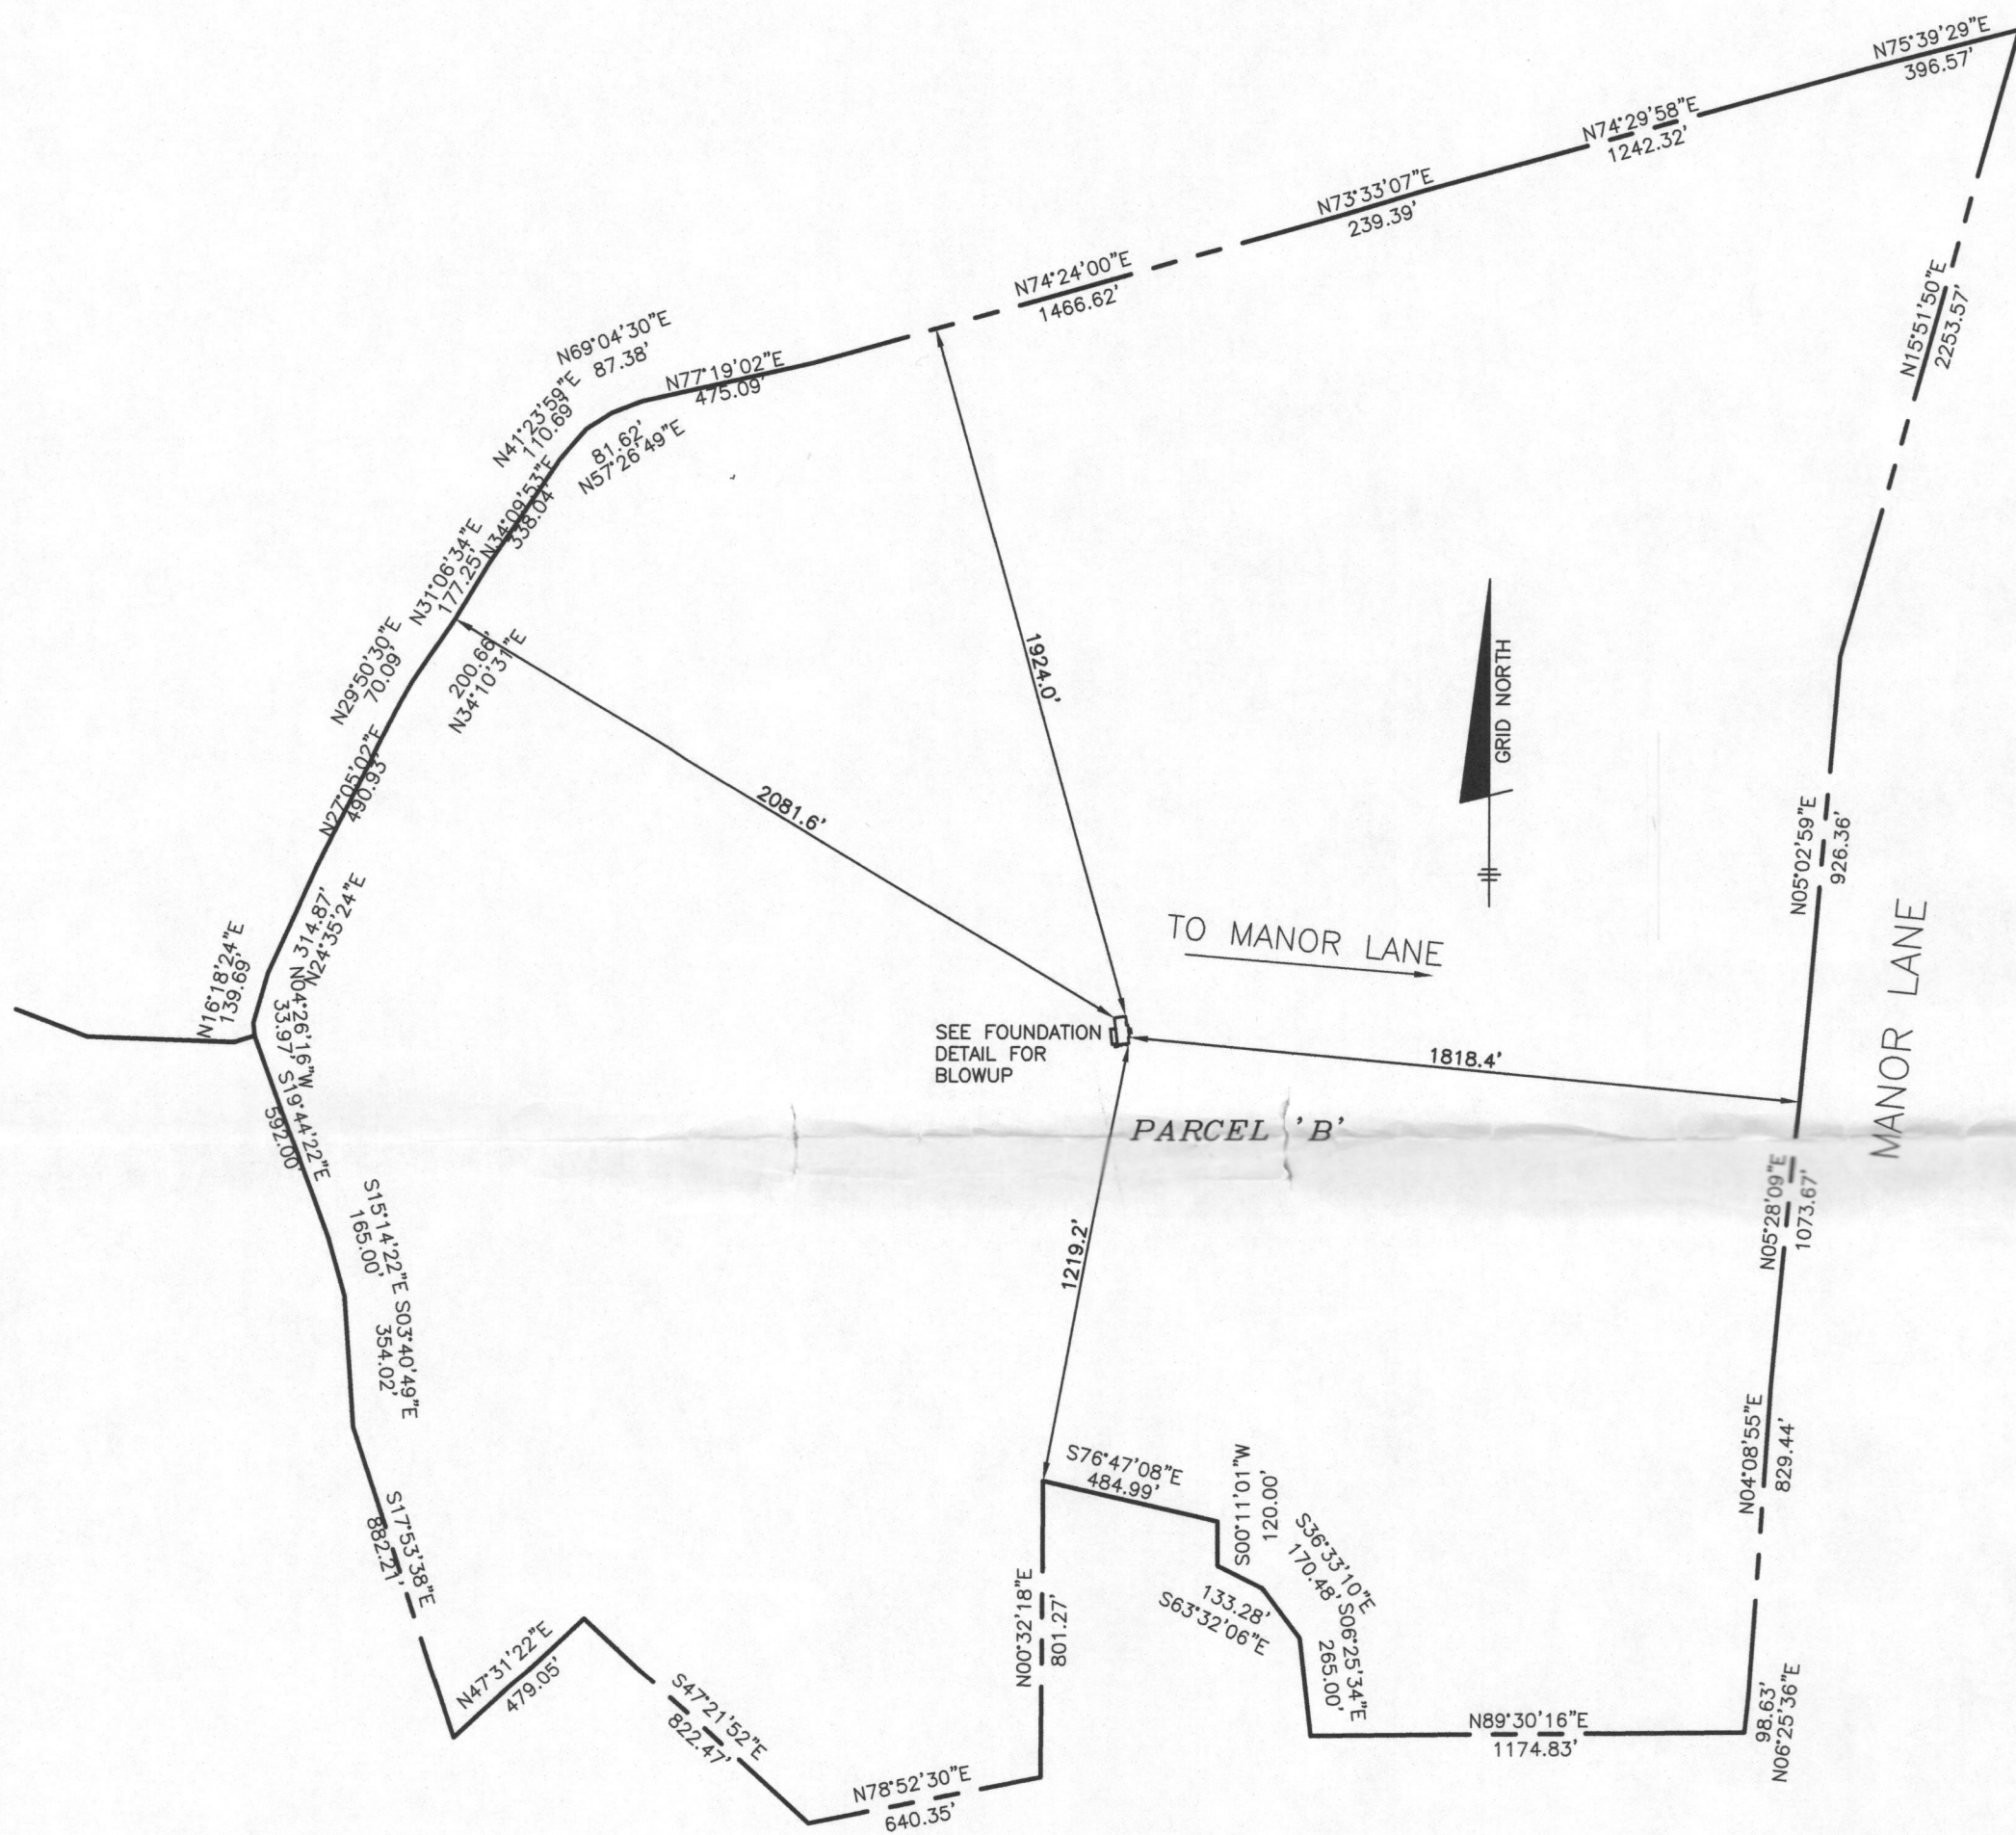 N75°39'29"E
396.57'
N74°29'58"E
1242.32'
N73°33'07"E
239.39'
N74°24'00"E
1466.62'
N69°04'30"E
87.38'
N77°19'02"E
475.09'
N41°23'59"E
110.69'
81.62'
N57°26'49"E
N34°09'53"E
338.04'
N31°06'34"E
177.25'
200.66'
N34°10'31"E
N29°50'30"E
70.09'
N27°05'02"E
490.93'
314.87'
N24°35'24"E
N16°18'24"E
139.69'
N04°26'16"W
33.97'
S19°44'22"E
592.00'
S15°14'22"E
165.00'
S03°40'49"E
354.02'
S17°53'38"E
882.21'
N47°31'22"E
479.05'
S47°21'52"E
822.47'
N78°52'30"E
640.35'
N00°32'18"E
801.27'
S76°47'08"E
484.99'
S00°11'01"W
120.00'
133.28'
S63°32'06"E
S36°33'10"E
170.48'
S06°25'34"E
265.00'
N89°30'16"E
1174.83'
98.63'
N06°25'36"E
N04°08'55"E
829.44'
N05°28'09"E
1073.67'
N05°02'59"E
926.36'
N15°51'50"E
2253.57'
MANOR LANE
1924.0'
2081.6'
GRID NORTH
TO MANOR LANE
SEE FOUNDATION
DETAIL FOR
BLOWUP
1818.4'
PARCEL 'B'
1219.2'